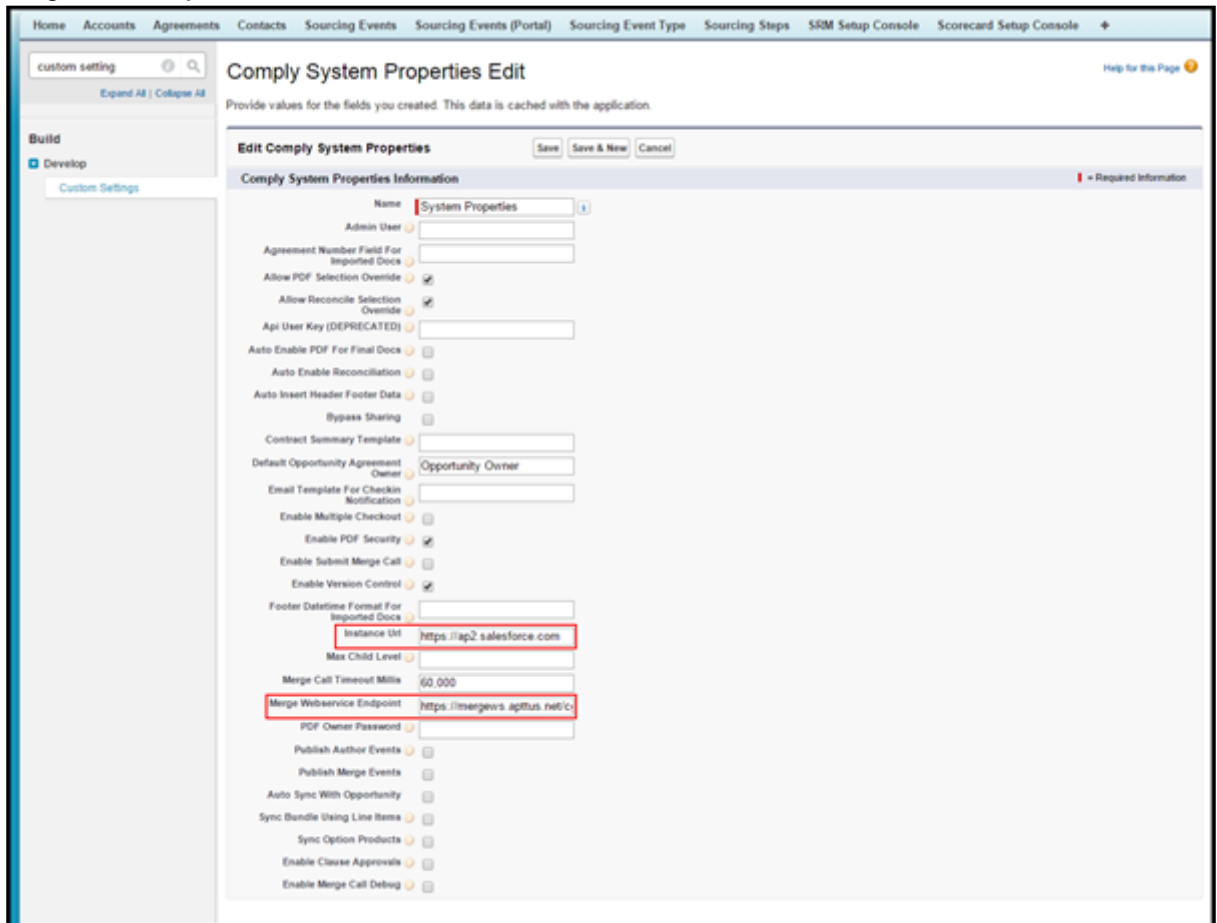 Home Accounts Agreements Contacts Sourcing Events Sourcing Events (Portal) Sourcing Event Type Sourcing Steps SRM Setup Console Scorecard Setup Console +
custom setting
Expand All | Collapse All
Comply System Properties Edit
Help for this Page
Provide values for the fields you created. This data is cached with the application.
Build
Develop
Custom Settings
Edit Comply System Properties Save Save & New Cancel
Comply System Properties Information = Required Information
Name System Properties
Admin User
Agreement Number Field For
Imported Docs
Allow PDF Selection Override
Allow Reconcile Selection
Override
Api User Key (DEPRECATED)
Auto Enable PDF For Final Docs
Auto Enable Reconciliation
Auto Insert Header Footer Data
Bypass Sharing
Contract Summary Template
Default Opportunity Agreement
Owner Opportunity Owner
Email Template For Checkin
Notification
Enable Multiple Checkout
Enable PDF Security
Enable Submit Merge Call
Enable Version Control
Footer Datetime Format For
Imported Docs
Instance Url https://ap2.salesforce.com
Max Child Level
Merge Call Timeout Millis 60,000
Merge Webservice Endpoint https://mergews.apttus.net/c
PDF Owner Password
Publish Author Events
Publish Merge Events
Auto Sync With Opportunity
Sync Bundle Using Line Items
Sync Option Products
Enable Clause Approvals
Enable Merge Call Debug